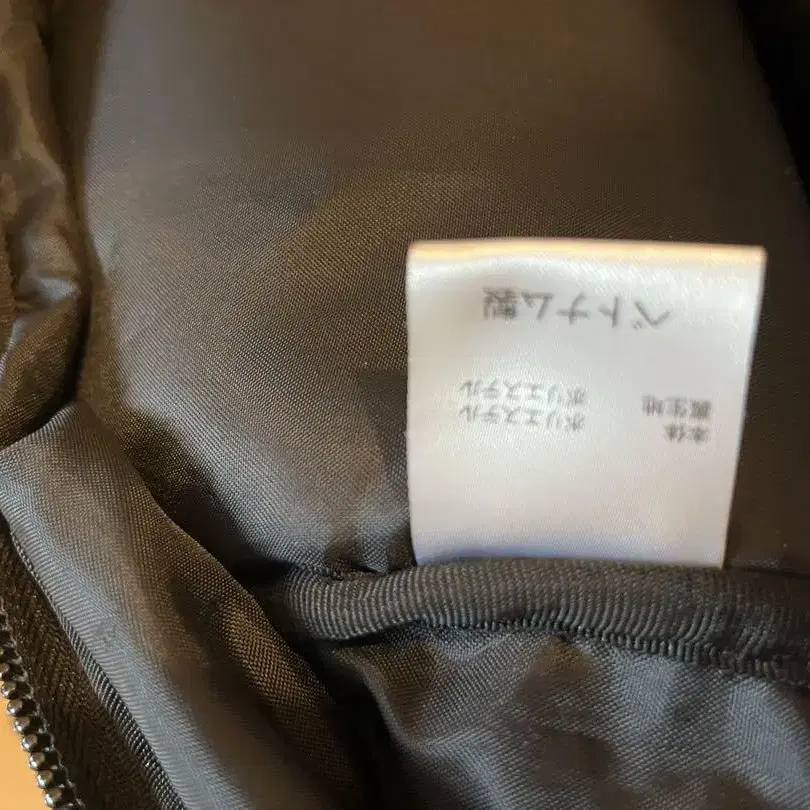 本体 ポリエステル
裏生地 ポリエステル
ベトナム製